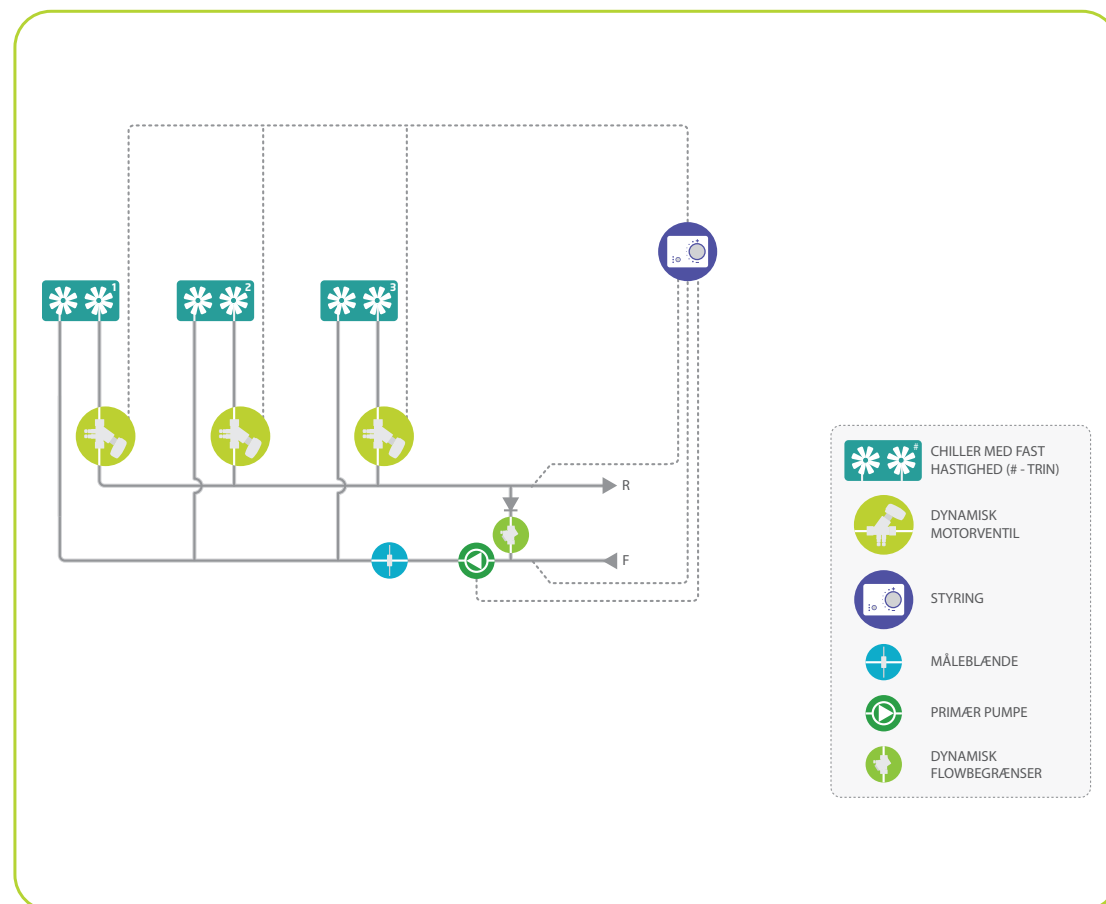 1
2
3
R
F
#
CHILLER MED FAST
HASTIGHED (# - TRIN)
DYNAMISK
MOTORVENTIL
STYRING
MÅLEBLÆNDE
PRIMÆR PUMPE
DYNAMISK
FLOWBEGRÆNSER